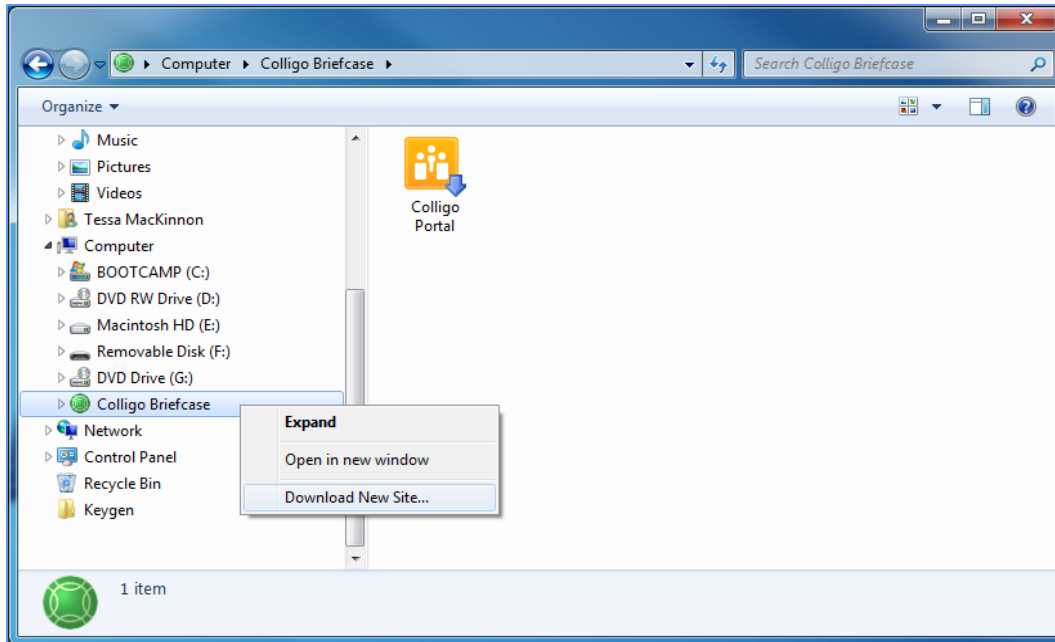 Computer
Colligo Briefcase
Search Colligo Briefcase
Organize
Music
Pictures
Videos
Tessa MacKinnon
Computer
BOOTCAMP (C:)
DVD RW Drive (D:)
Macintosh HD (E:)
Removable Disk (F:)
DVD Drive (G:)
Colligo Briefcase
Network
Control Panel
Recycle Bin
Keygen
Colligo
Portal
Expand
Open in new window
Download New Site...
1 item